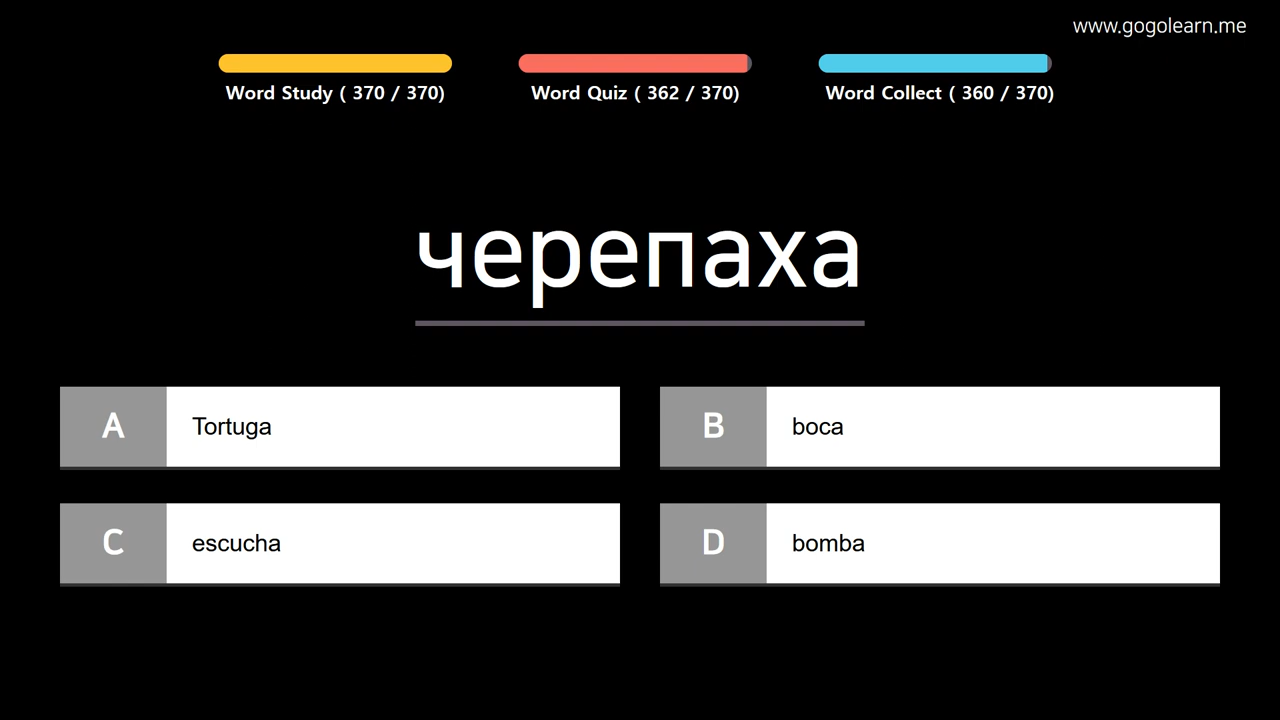 www.gogolearn.me
Word Study ( 370 / 370)
Word Quiz ( 362 / 370)
Word Collect ( 360 / 370)
черепаха
A Tortuga
B boca
C escucha
D bomba